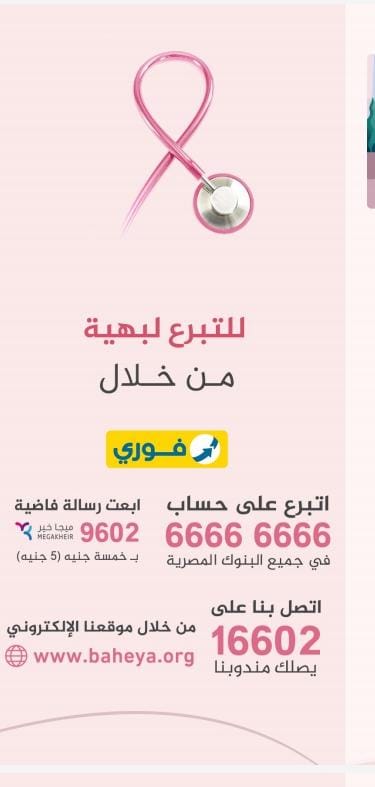 للتبرع لبهية
من خلال
فوري
اتبرع على حساب
6666 6666
في جميع البنوك المصرية
ابعت رسالة فاضية
9602 ميجا خير MEGAKHEIR
بـ خمسة جنيه (5 جنيه)
اتصل بنا على
16602
يصلك مندوبنا
من خلال موقعنا الإلكتروني
www.baheya.org